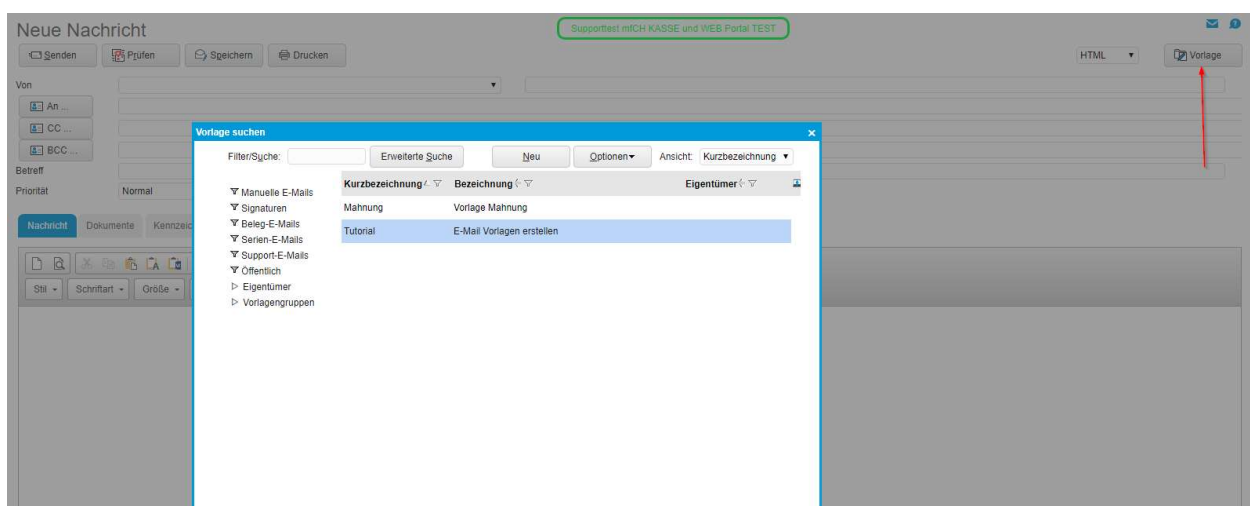 Neue Nachricht
Supporttest mfCH KASSE und WEB Portal TEST
Senden Prüfen Speichern Drucken HTML Vorlage
Von
An ...
CC ...
BCC ...
Betreff
Priorität Normal
Nachricht Dokumente Kennzeic
Stil Schriftart Größe
Vorlage suchen
Filter/Suche: Erweiterte Suche Neu Optionen Ansicht: Kurzbezeichnung
Manuelle E-Mails
Signaturen
Beleg-E-Mails
Serien-E-Mails
Support-E-Mails
Öffentlich
Eigentümer
Vorlagengruppen
Kurzbezeichnung Bezeichnung Eigentümer
Mahnung Vorlage Mahnung
Tutorial E-Mail Vorlagen erstellen